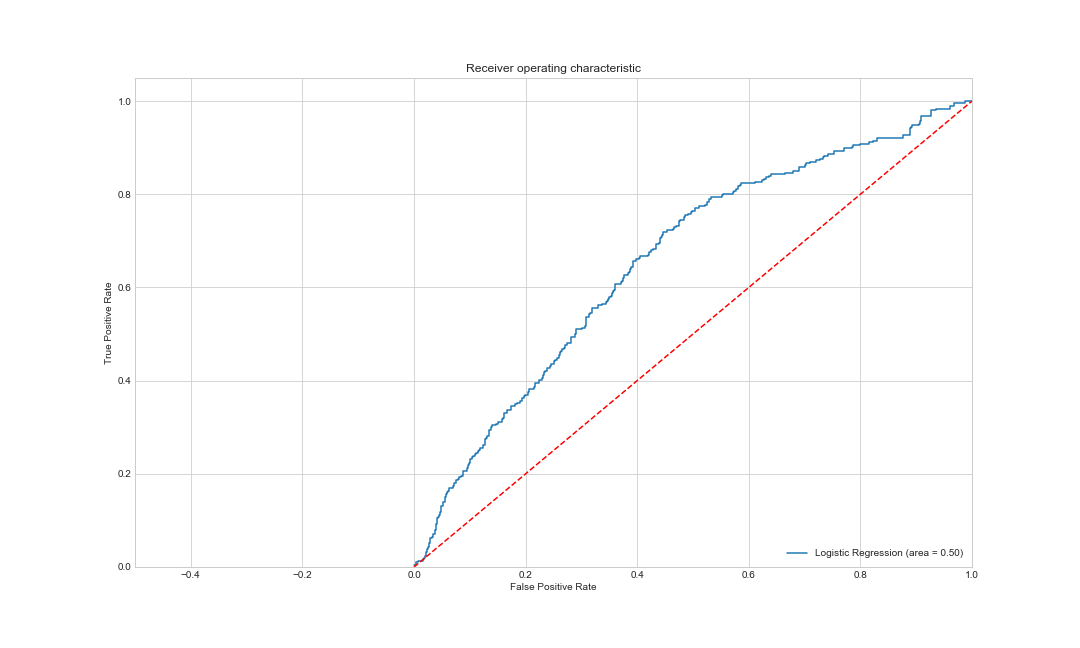 Receiver operating characteristic
1.0
0.8
0.6
0.4
0.2
0.0
True Positive Rate
−0.4 −0.2 0.0 0.2 0.4 0.6 0.8 1.0
False Positive Rate
Logistic Regression (area = 0.50)